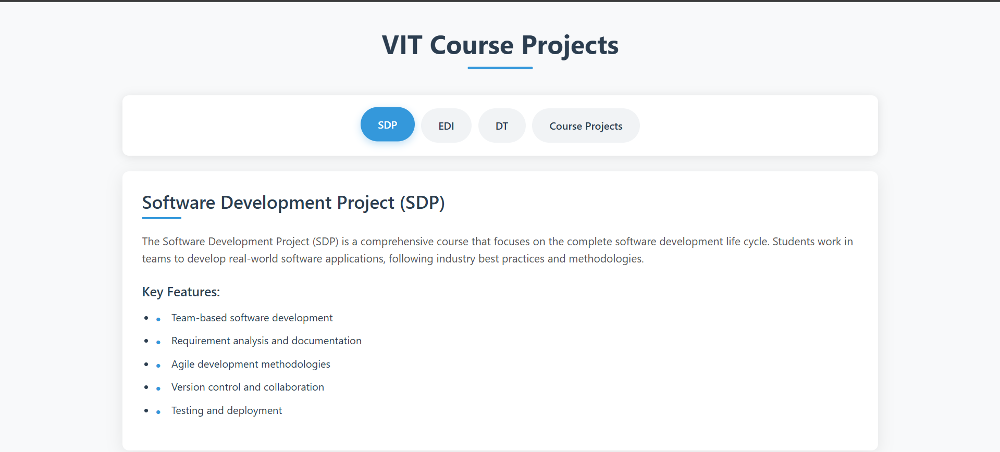 VIT Course Projects
SDP
EDI
DT
Course Projects
Software Development Project (SDP)
The Software Development Project (SDP) is a comprehensive course that focuses on the complete software development life cycle. Students work in
teams to develop real-world software applications, following industry best practices and methodologies.
Key Features:
Team-based software development
Requirement analysis and documentation
Agile development methodologies
Version control and collaboration
Testing and deployment